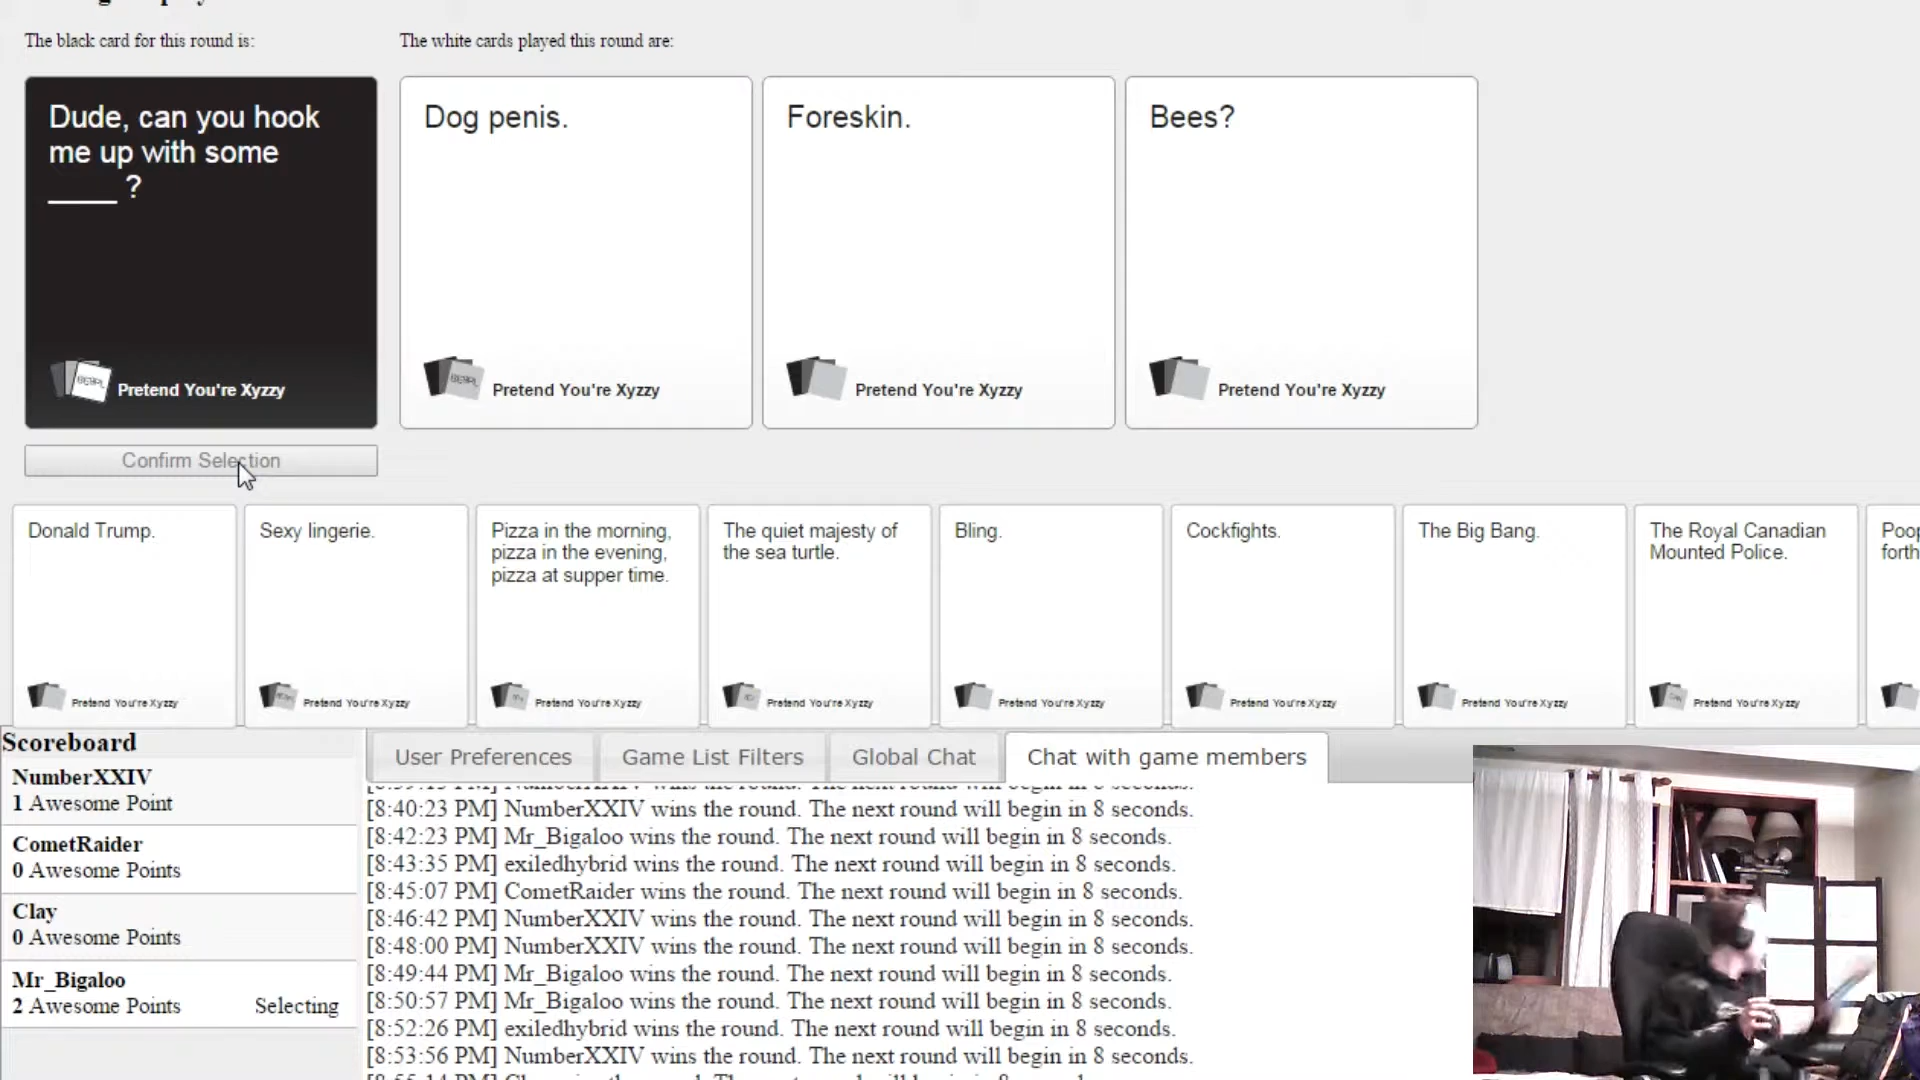 The black card for this round is:
The white cards played this round are:
Dude, can you hook
me up with some
____ ?
Pretend You're Xyzzy
Dog penis.
Pretend You're Xyzzy
Foreskin.
Pretend You're Xyzzy
Bees?
Pretend You're Xyzzy
Confirm Selection
Donald Trump.
Pretend You're Xyzzy
Sexy lingerie.
Pretend You're Xyzzy
Pizza in the morning,
pizza in the evening,
pizza at supper time.
Pretend You're Xyzzy
The quiet majesty of
the sea turtle.
Pretend You're Xyzzy
Bling.
Pretend You're Xyzzy
Cockfights.
Pretend You're Xyzzy
The Big Bang.
Pretend You're Xyzzy
The Royal Canadian
Mounted Police.
Pretend You're Xyzzy
Scoreboard
NumberXXIV
1 Awesome Point
CometRaider
0 Awesome Points
Clay
0 Awesome Points
Mr_Bigaloo
2 Awesome Points Selecting
User Preferences
Game List Filters
Global Chat
Chat with game members
[8:40:23 PM] NumberXXIV wins the round. The next round will begin in 8 seconds.
[8:42:23 PM] Mr_Bigaloo wins the round. The next round will begin in 8 seconds.
[8:43:35 PM] exiledhybrid wins the round. The next round will begin in 8 seconds.
[8:45:07 PM] CometRaider wins the round. The next round will begin in 8 seconds.
[8:46:42 PM] NumberXXIV wins the round. The next round will begin in 8 seconds.
[8:48:00 PM] NumberXXIV wins the round. The next round will begin in 8 seconds.
[8:49:44 PM] Mr_Bigaloo wins the round. The next round will begin in 8 seconds.
[8:50:57 PM] Mr_Bigaloo wins the round. The next round will begin in 8 seconds.
[8:52:26 PM] exiledhybrid wins the round. The next round will begin in 8 seconds.
[8:53:56 PM] NumberXXIV wins the round. The next round will begin in 8 seconds.